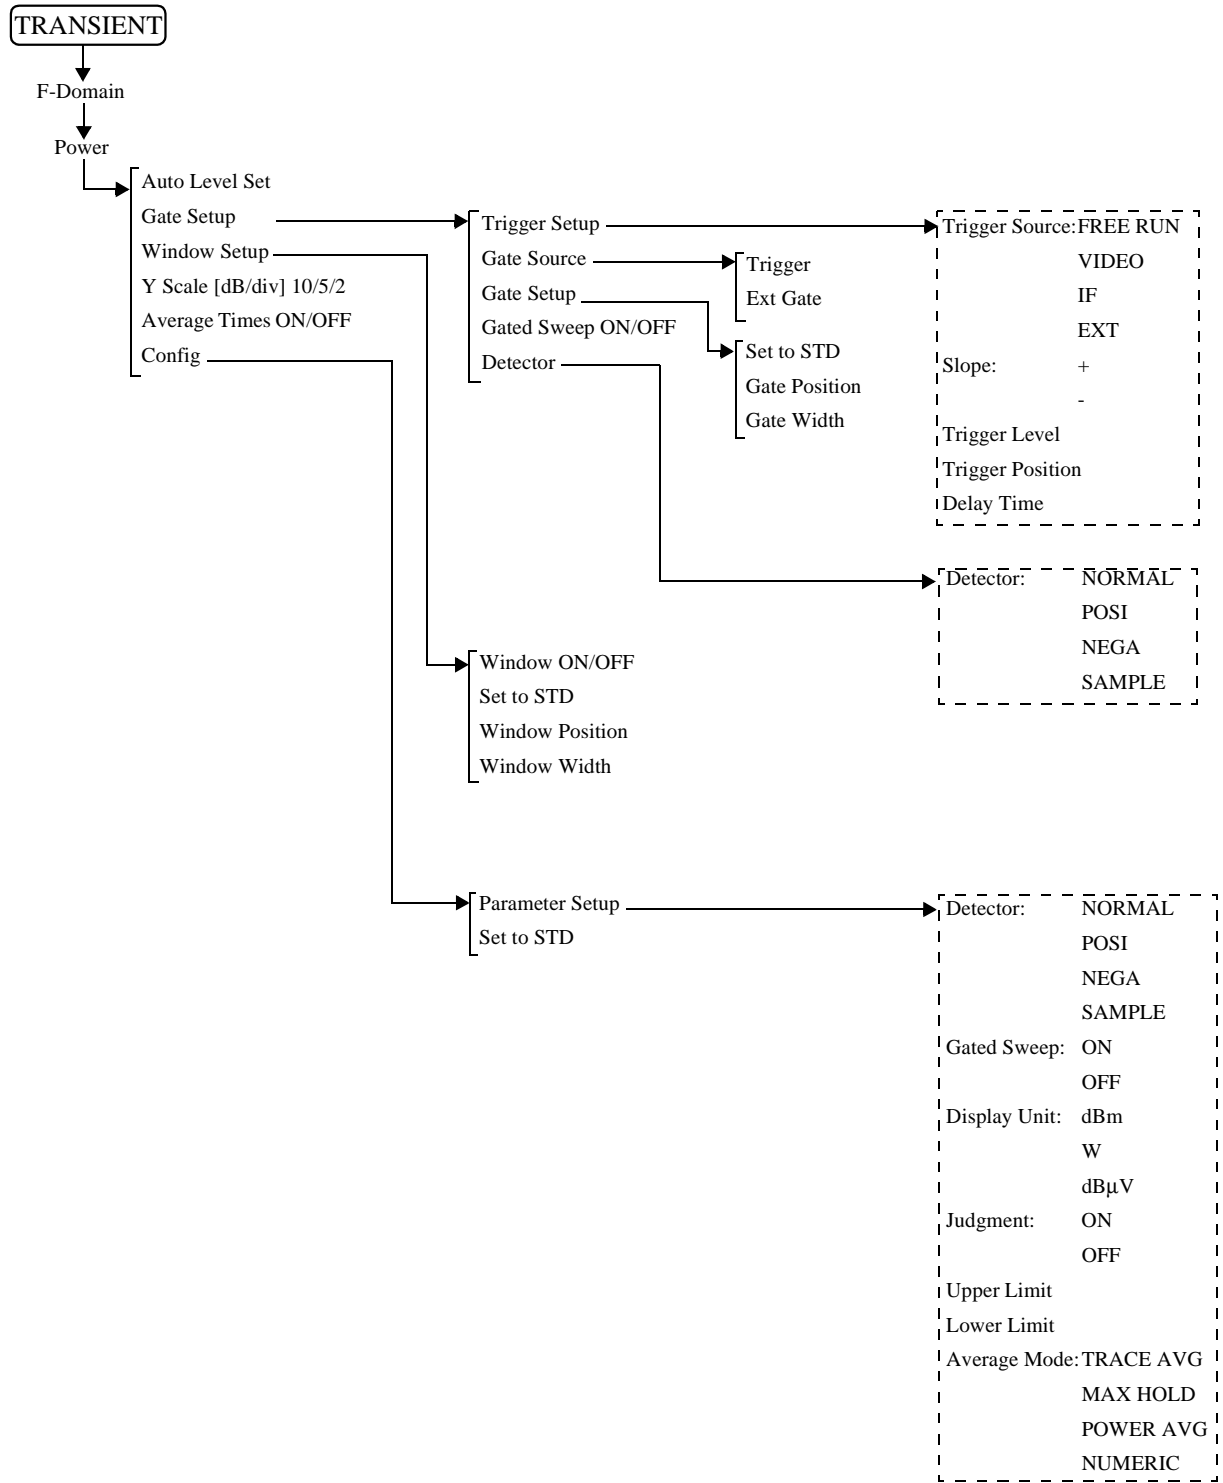 TRANSIENT
F-Domain
Power
Auto Level Set
Gate Setup
Window Setup
Y Scale [dB/div] 10/5/2
Average Times ON/OFF
Config
Trigger Setup
Gate Source
Gate Setup
Gated Sweep ON/OFF
Detector
Trigger
Ext Gate
Set to STD
Gate Position
Gate Width
Trigger Source: FREE RUN
VIDEO
IF
EXT
Slope: +
-
Trigger Level
Trigger Position
Delay Time
Detector: NORMAL
POSI
NEGA
SAMPLE
Window ON/OFF
Set to STD
Window Position
Window Width
Parameter Setup
Set to STD
Detector: NORMAL
POSI
NEGA
SAMPLE
Gated Sweep: ON
OFF
Display Unit: dBm
W
dBμV
Judgment: ON
OFF
Upper Limit
Lower Limit
Average Mode: TRACE AVG
MAX HOLD
POWER AVG
NUMERIC